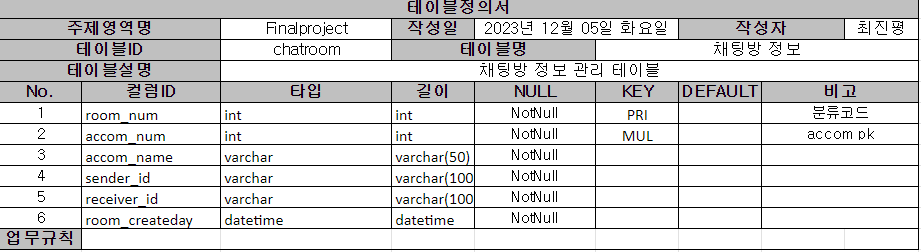 테이블정의서
주제영역명 Finalproject 작성일 2023년 12월 05일 화요일 작성자 최진평
테이블ID chatroom 테이블명 채팅방 정보
테이블설명 채팅방 정보 관리 테이블
No. 컬럼ID 타입 길이 NULL KEY DEFAULT 비고
1 room_num int int NotNull PRI 분류코드
2 accom_num int int NotNull MUL accom pk
3 accom_name varchar varchar(50) NotNull
4 sender_id varchar varchar(100 NotNull
5 receiver_id varchar varchar(100 NotNull
6 room_createday datetime datetime NotNull
업무규칙